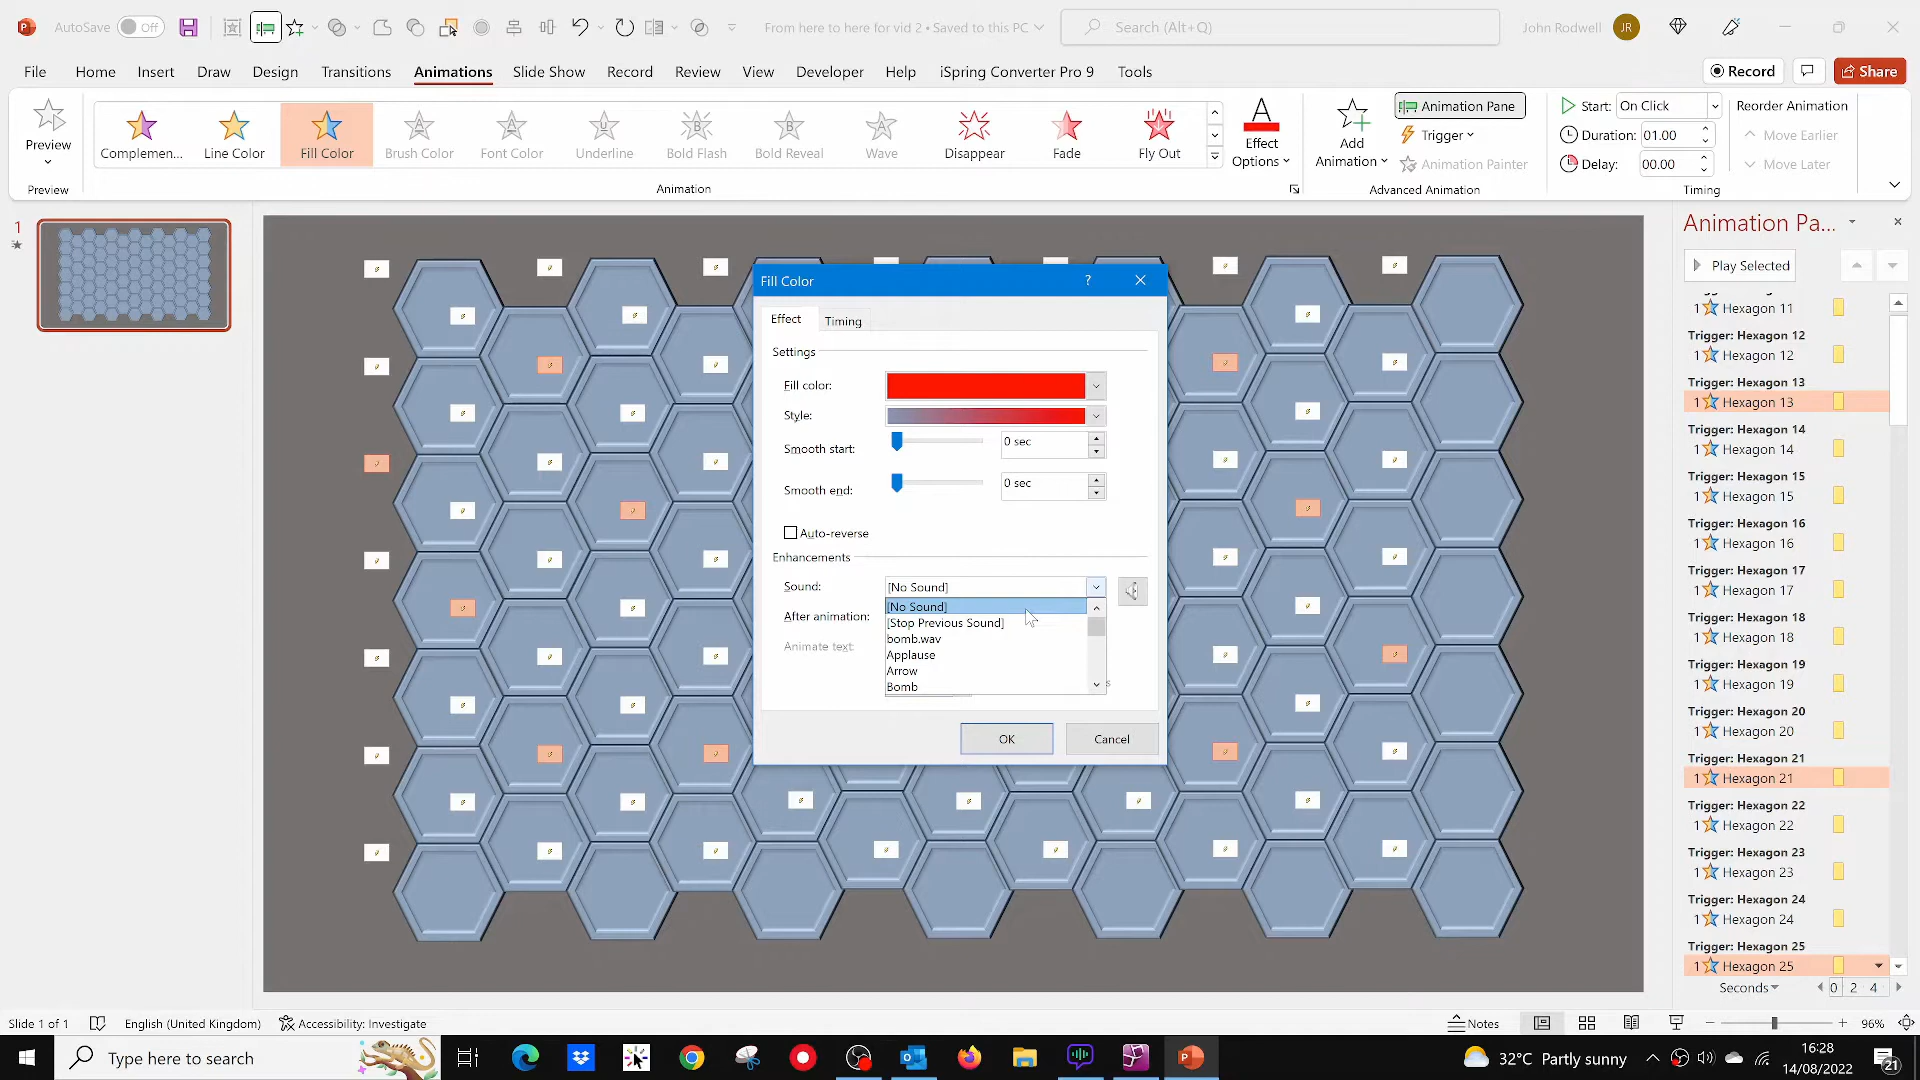 AutoSave Off From here to here for vid 2 • Saved to this PC Search (Alt+Q) John Rodwell JR
File Home Insert Draw Design Transitions Animations Slide Show Record Review View Developer Help iSpring Converter Pro 9 Tools Record Share
Preview Complemen... Line Color Fill Color Brush Color Font Color Underline Bold Flash Bold Reveal Wave Disappear Fade Fly Out Effect Options Add Animation
Animation Pane Start: On Click Reorder Animation
Trigger Duration: 01.00 Move Earlier
Animation Painter Delay: 00.00 Move Later
Preview Animation Advanced Animation Timing
1
Fill Color ?
Effect Timing
Settings
Fill color:
Style:
Smooth start: 0 sec
Smooth end: 0 sec
Auto-reverse
Enhancements
Sound: [No Sound]
After animation:
Animate text:
[No Sound]
[Stop Previous Sound]
bomb.wav
Applause
Arrow
Bomb
OK Cancel
Animation Pa...
Play Selected
1 Hexagon 11
Trigger: Hexagon 12
1 Hexagon 12
Trigger: Hexagon 13
1 Hexagon 13
Trigger: Hexagon 14
1 Hexagon 14
Trigger: Hexagon 15
1 Hexagon 15
Trigger: Hexagon 16
1 Hexagon 16
Trigger: Hexagon 17
1 Hexagon 17
Trigger: Hexagon 18
1 Hexagon 18
Trigger: Hexagon 19
1 Hexagon 19
Trigger: Hexagon 20
1 Hexagon 20
Trigger: Hexagon 21
1 Hexagon 21
Trigger: Hexagon 22
1 Hexagon 22
Trigger: Hexagon 23
1 Hexagon 23
Trigger: Hexagon 24
1 Hexagon 24
Trigger: Hexagon 25
1 Hexagon 25
Seconds 0 2 4
Slide 1 of 1 English (United Kingdom) Accessibility: Investigate Notes 96%
Type here to search 32°C Partly sunny 16:28
14/08/2022 21